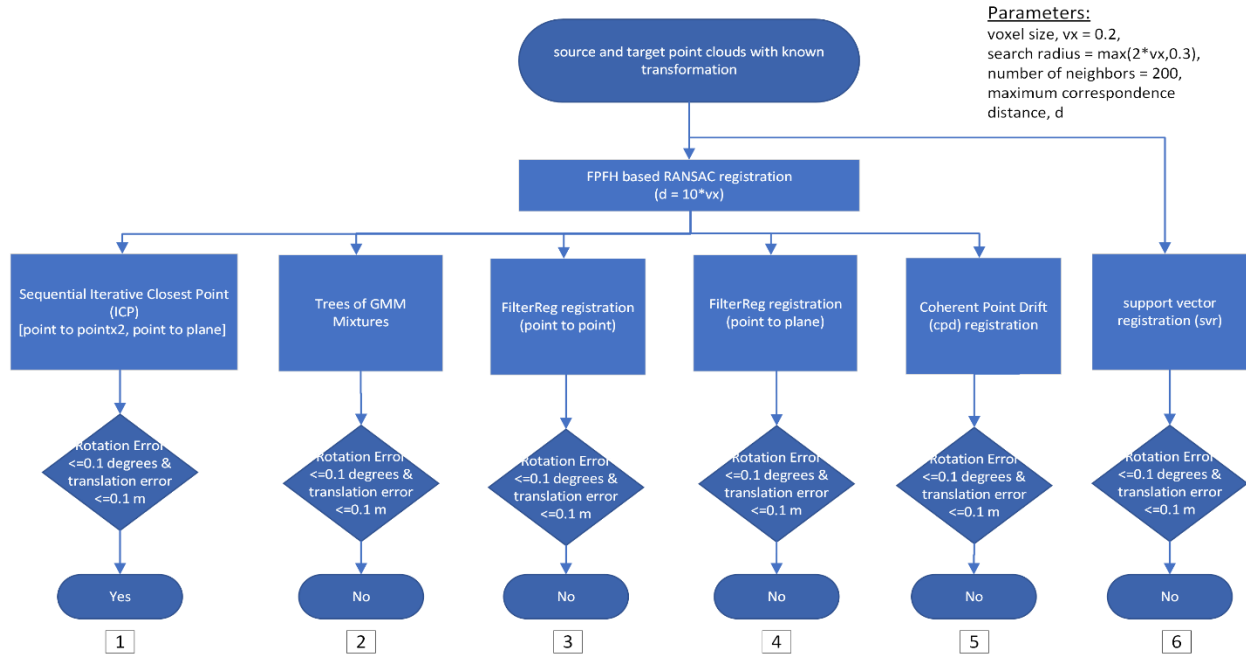 Parameters:
voxel size, vx = 0.2,
search radius = max(2*vx,0.3),
number of neighbors = 200,
maximum correspondence
distance, d
source and target point clouds with known
transformation
FPFH based RANSAC registration
(d = 10*vx)
Sequential Iterative Closest Point
(ICP)
[point to pointx2, point to plane]
Trees of GMM
Mixtures
FilterReg registration
(point to point)
FilterReg registration
(point to plane)
Coherent Point Drift
(cpd) registration
support vector
registration (svr)
Rotation Error
<=0.1 degrees &
translation error
<=0.1 m
Rotation Error
<=0.1 degrees &
translation error
<=0.1 m
Rotation Error
<=0.1 degrees &
translation error
<=0.1 m
Rotation Error
<=0.1 degrees &
translation error
<=0.1 m
Rotation Error
<=0.1 degrees &
translation error
<=0.1 m
Rotation Error
<=0.1 degrees &
translation error
<=0.1 m
Yes
No
No
No
No
No
1
2
3
4
5
6